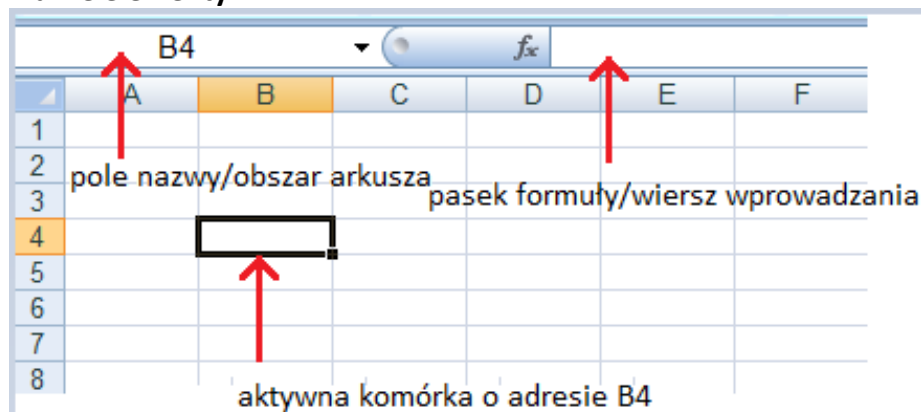 B4 fx
A B C D E F
1
2
pole nazwy/obszar arkusza
3
pasek formuły/wiersz wprowadzania
4
5
6
7
8
aktywna komórka o adresie B4